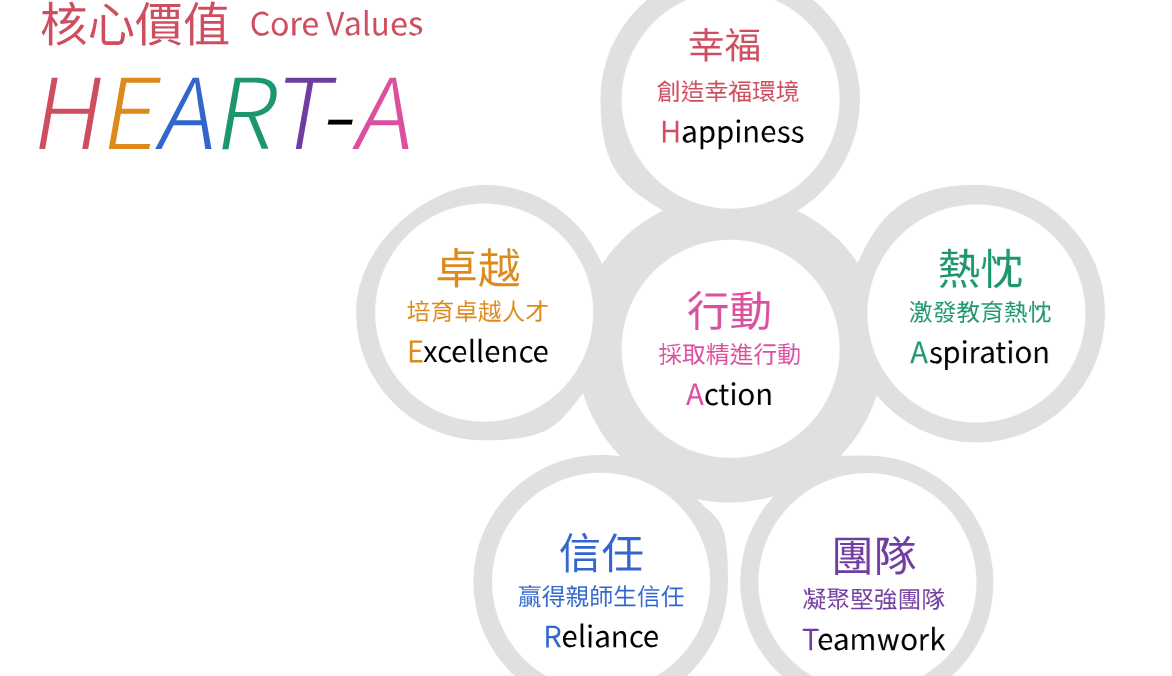 核心價值 Core Values
HEART-A
幸福
創造幸福環境
Happiness
卓越
培育卓越人才
Excellence
行動
採取精進行動
Action
熱忱
激發教育熱忱
Aspiration
信任
贏得親師生信任
Reliance
團隊
凝聚堅強團隊
Teamwork